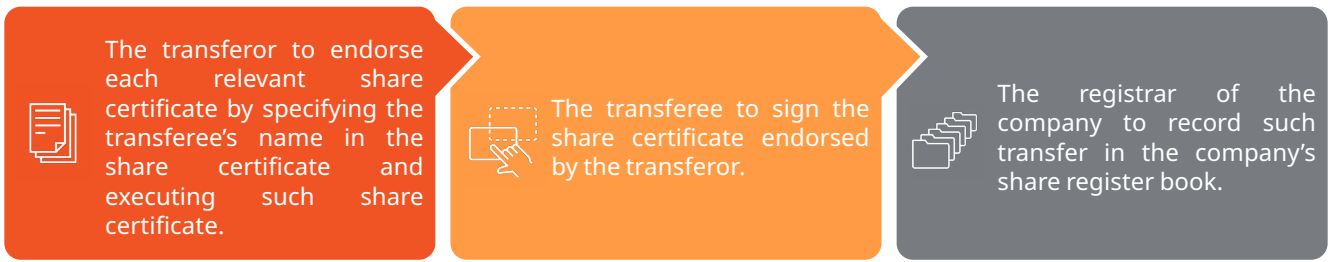 The transferor to endorse
each relevant share
certificate by specifying the
transferee's name in the
share certificate and
executing such share
certificate.
The transferee to sign the
share certificate endorsed
by the transferor.
The registrar of the
company to record such
transfer in the company's
share register book.